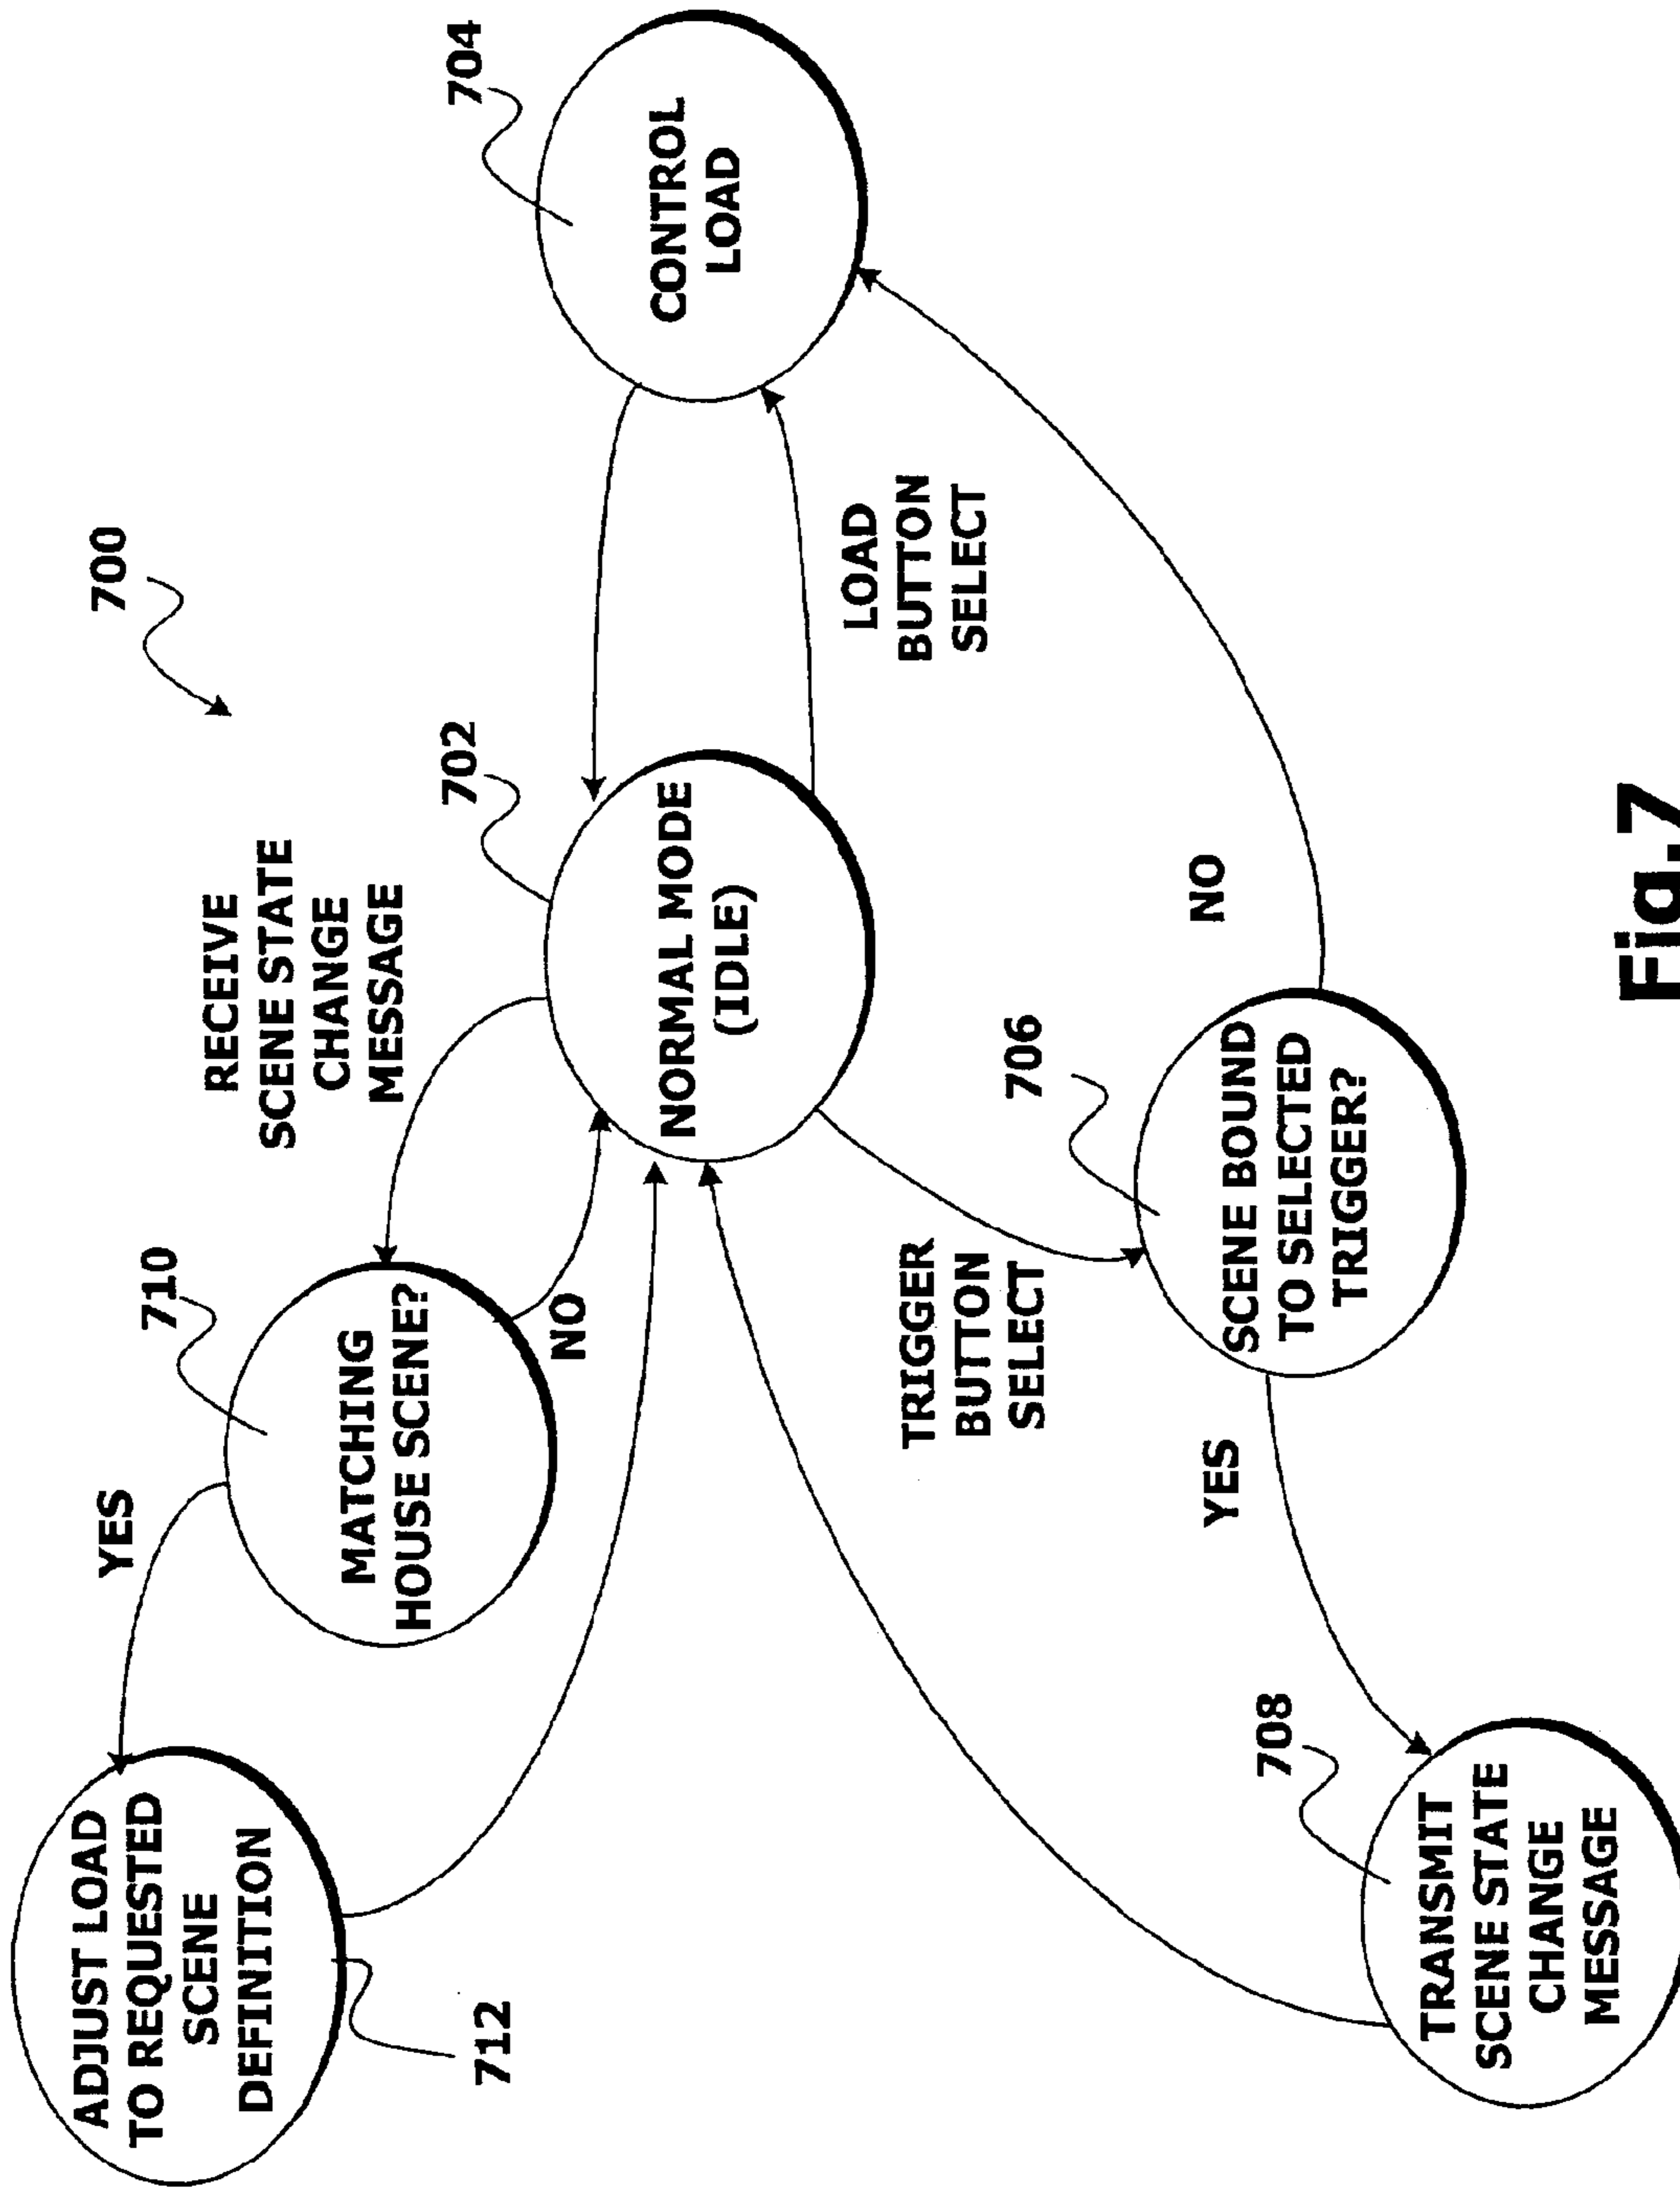 700
ADJUST LOAD
TO REQUESTED
SCENE
DEFINITION
712
YES
710
MATCHING
HOUSE SCENE?
NO
RECEIVE
SCENE STATE
CHANGE
MESSAGE
702
NORMAL MODE
(IDLE)
704
CONTROL
LOAD
LOAD
BUTTON
SELECT
TRIGGER
BUTTON
SELECT
706
SCENE BOUND
TO SELECTED
TRIGGER?
NO
YES
708
TRANSMIT
SCENE STATE
CHANGE
MESSAGE
Fig.7